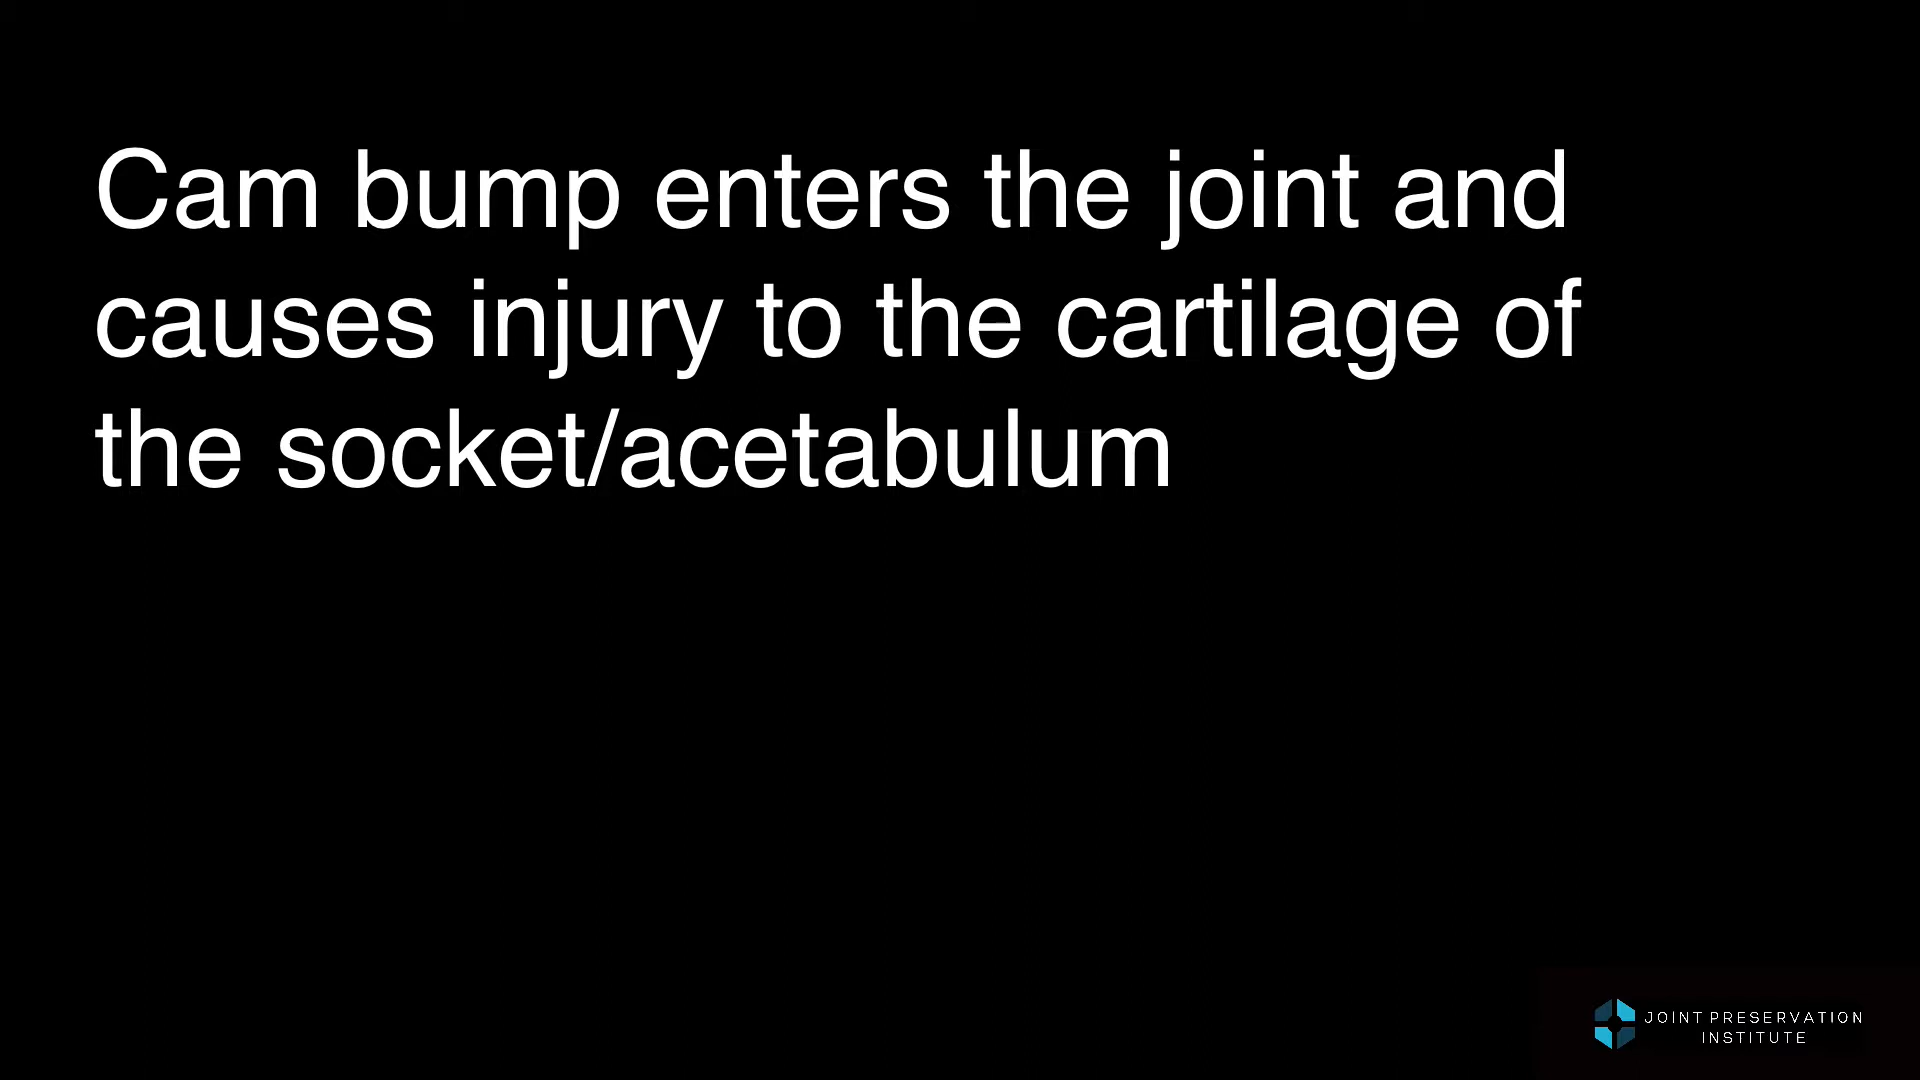 Cam bump enters the joint and
causes injury to the cartilage of
the socket/acetabulum
JOINT PRESERVATION
INSTITUTE